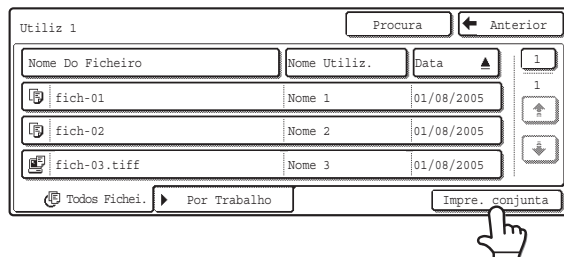 Utiliz 1 Procura Anterior
Nome Do Ficheiro Nome Utiliz. Data 1
1
fich-01 Nome 1 01/08/2005
fich-02 Nome 2 01/08/2005
fich-03.tiff Nome 3 01/08/2005
Todos Fichei. Por Trabalho Impre. conjunta